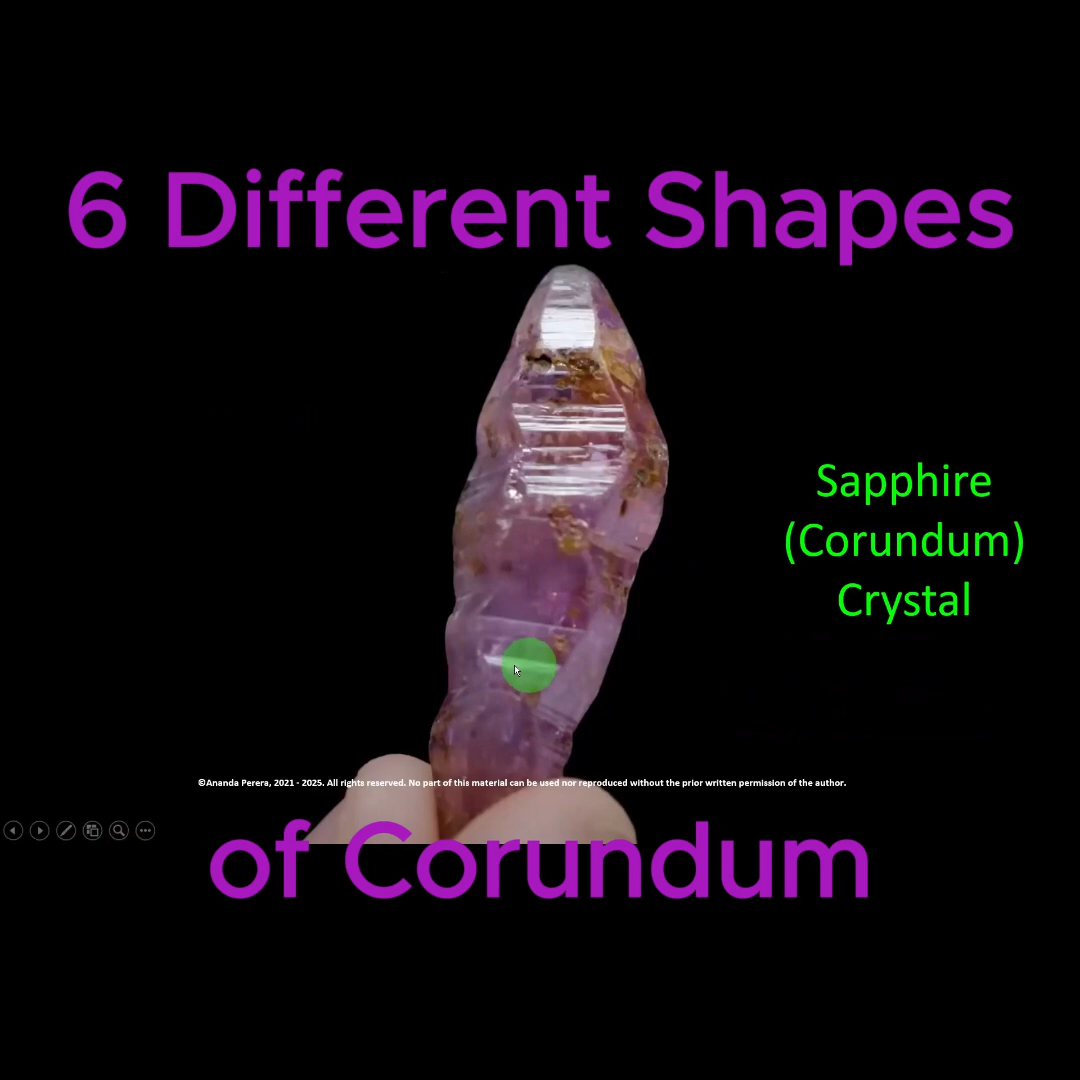 6 Different Shapes
Sapphire
(Corundum)
Crystal
©Ananda Perera, 2021 - 2025. All rights reserved. No part of this material can be used nor reproduced without the prior written permission of the author.
of Corundum